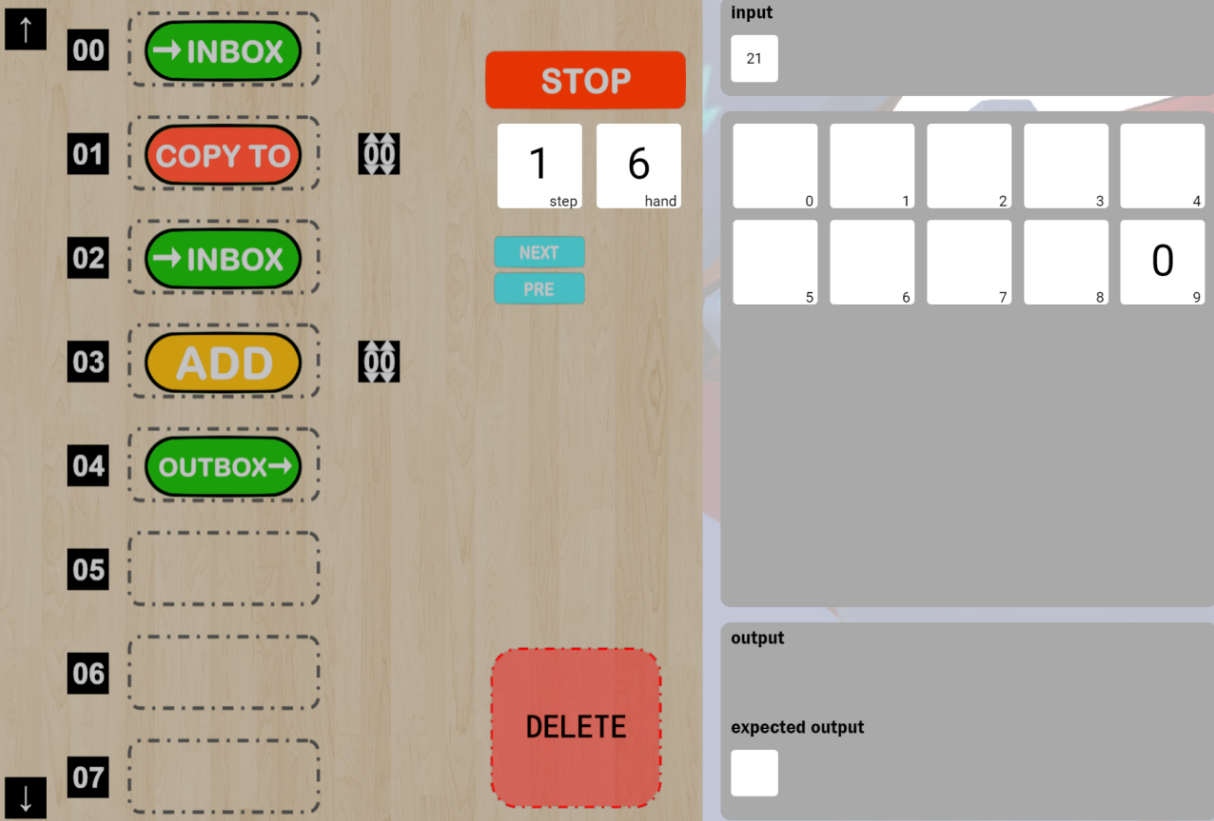 ↑
00 →INBOX
01 COPY TO 00
02 →INBOX
03 ADD 00
04 OUTBOX→
05
06
07
↓
STOP
1 step
6 hand
NEXT
PRE
DELETE
input
21
0 1 2 3 4
5 6 7 8 0 9
output
expected output